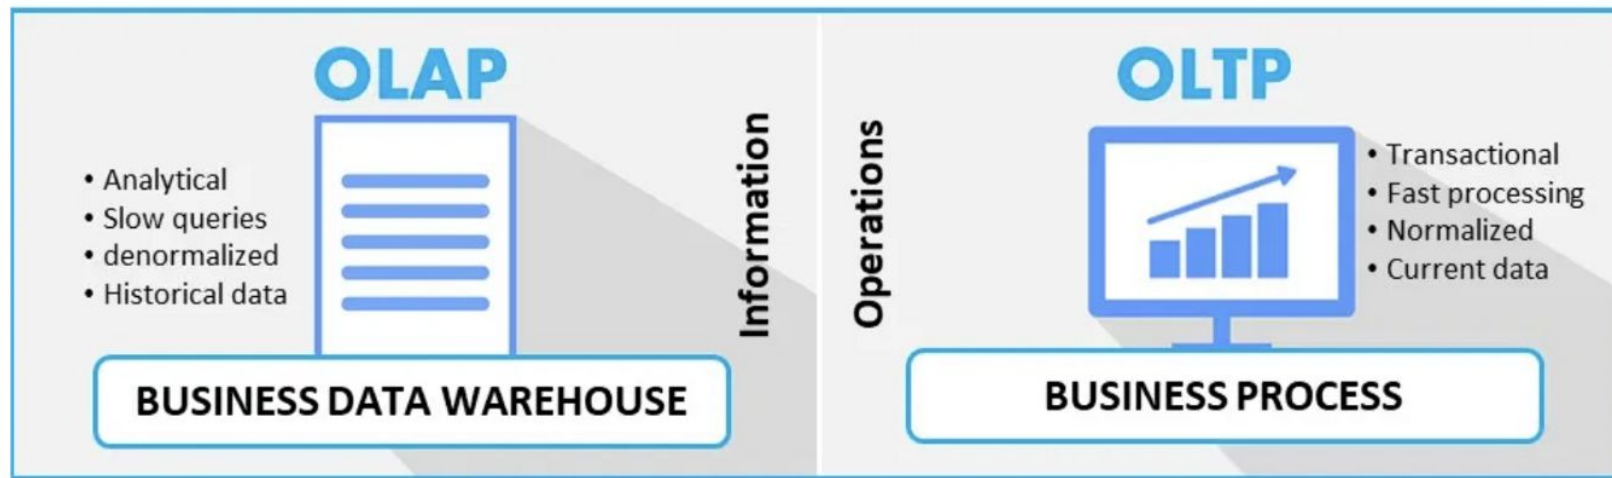 OLAP
• Analytical
• Slow queries
• denormalized
• Historical data
Information
BUSINESS DATA WAREHOUSE
OLTP
Operations
• Transactional
• Fast processing
• Normalized
• Current data
BUSINESS PROCESS